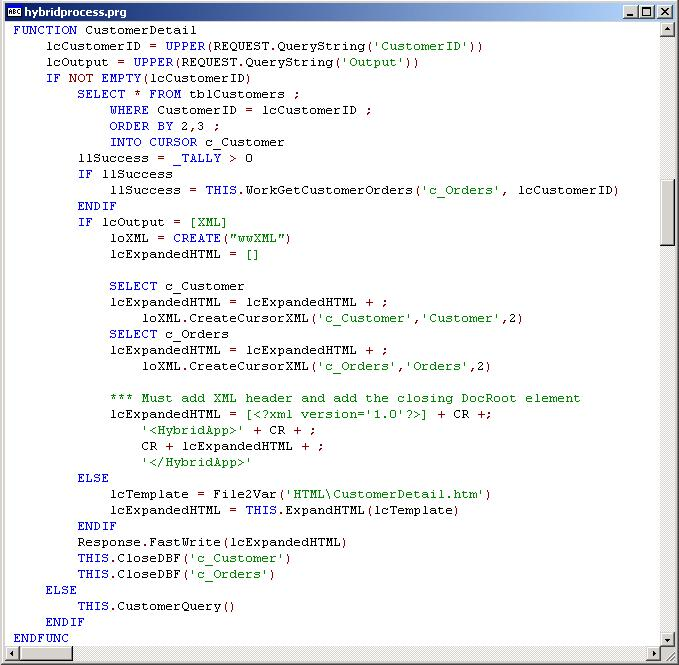 hybridprocess.prg
FUNCTION CustomerDetail
    lcCustomerID = UPPER(REQUEST.QueryString('CustomerID'))
    lcOutput = UPPER(REQUEST.QueryString('Output'))
    IF NOT EMPTY(lcCustomerID)
        SELECT * FROM tblCustomers ;
            WHERE CustomerID = lcCustomerID ;
            ORDER BY 2,3 ;
            INTO CURSOR c_Customer
        llSuccess = _TALLY > 0
        IF llSuccess
            llSuccess = THIS.WorkGetCustomerOrders('c_Orders', lcCustomerID)
        ENDIF
        IF lcOutput = [XML]
            loXML = CREATE("wwXML")
            lcExpandedHTML = []

            SELECT c_Customer
            lcExpandedHTML = lcExpandedHTML + ;
                loXML.CreateCursorXML('c_Customer','Customer',2)
            SELECT c_Orders
            lcExpandedHTML = lcExpandedHTML + ;
                loXML.CreateCursorXML('c_Orders','Orders',2)

            *** Must add XML header and add the closing DocRoot element
            lcExpandedHTML = [<?xml version='1.0'?>] + CR +;
                '<HybridApp>' + CR + ;
                CR + lcExpandedHTML + ;
                '</HybridApp>'
        ELSE
            lcTemplate = File2Var('HTML\CustomerDetail.htm')
            lcExpandedHTML = THIS.ExpandHTML(lcTemplate)
        ENDIF
        Response.FastWrite(lcExpandedHTML)
        THIS.CloseDBF('c_Customer')
        THIS.CloseDBF('c_Orders')
    ELSE
        THIS.CustomerQuery()
    ENDIF
ENDFUNC